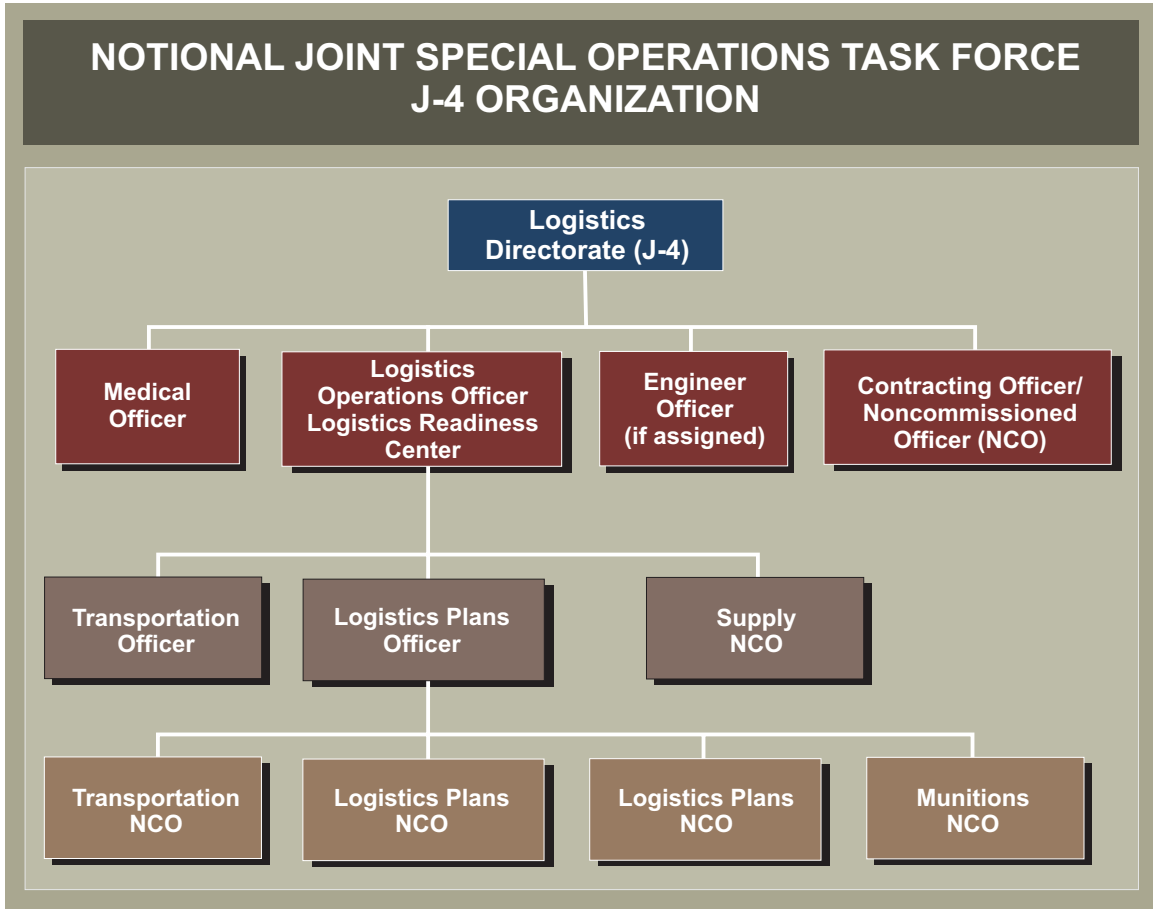 NOTIONAL JOINT SPECIAL OPERATIONS TASK FORCE
J-4 ORGANIZATION
Logistics
Directorate (J-4)
Medical
Officer
Logistics
Operations Officer
Logistics Readiness
Center
Engineer
Officer
(if assigned)
Contracting Officer/
Noncommissioned
Officer (NCO)
Transportation
Officer
Logistics Plans
Officer
Supply
NCO
Transportation
NCO
Logistics Plans
NCO
Logistics Plans
NCO
Munitions
NCO